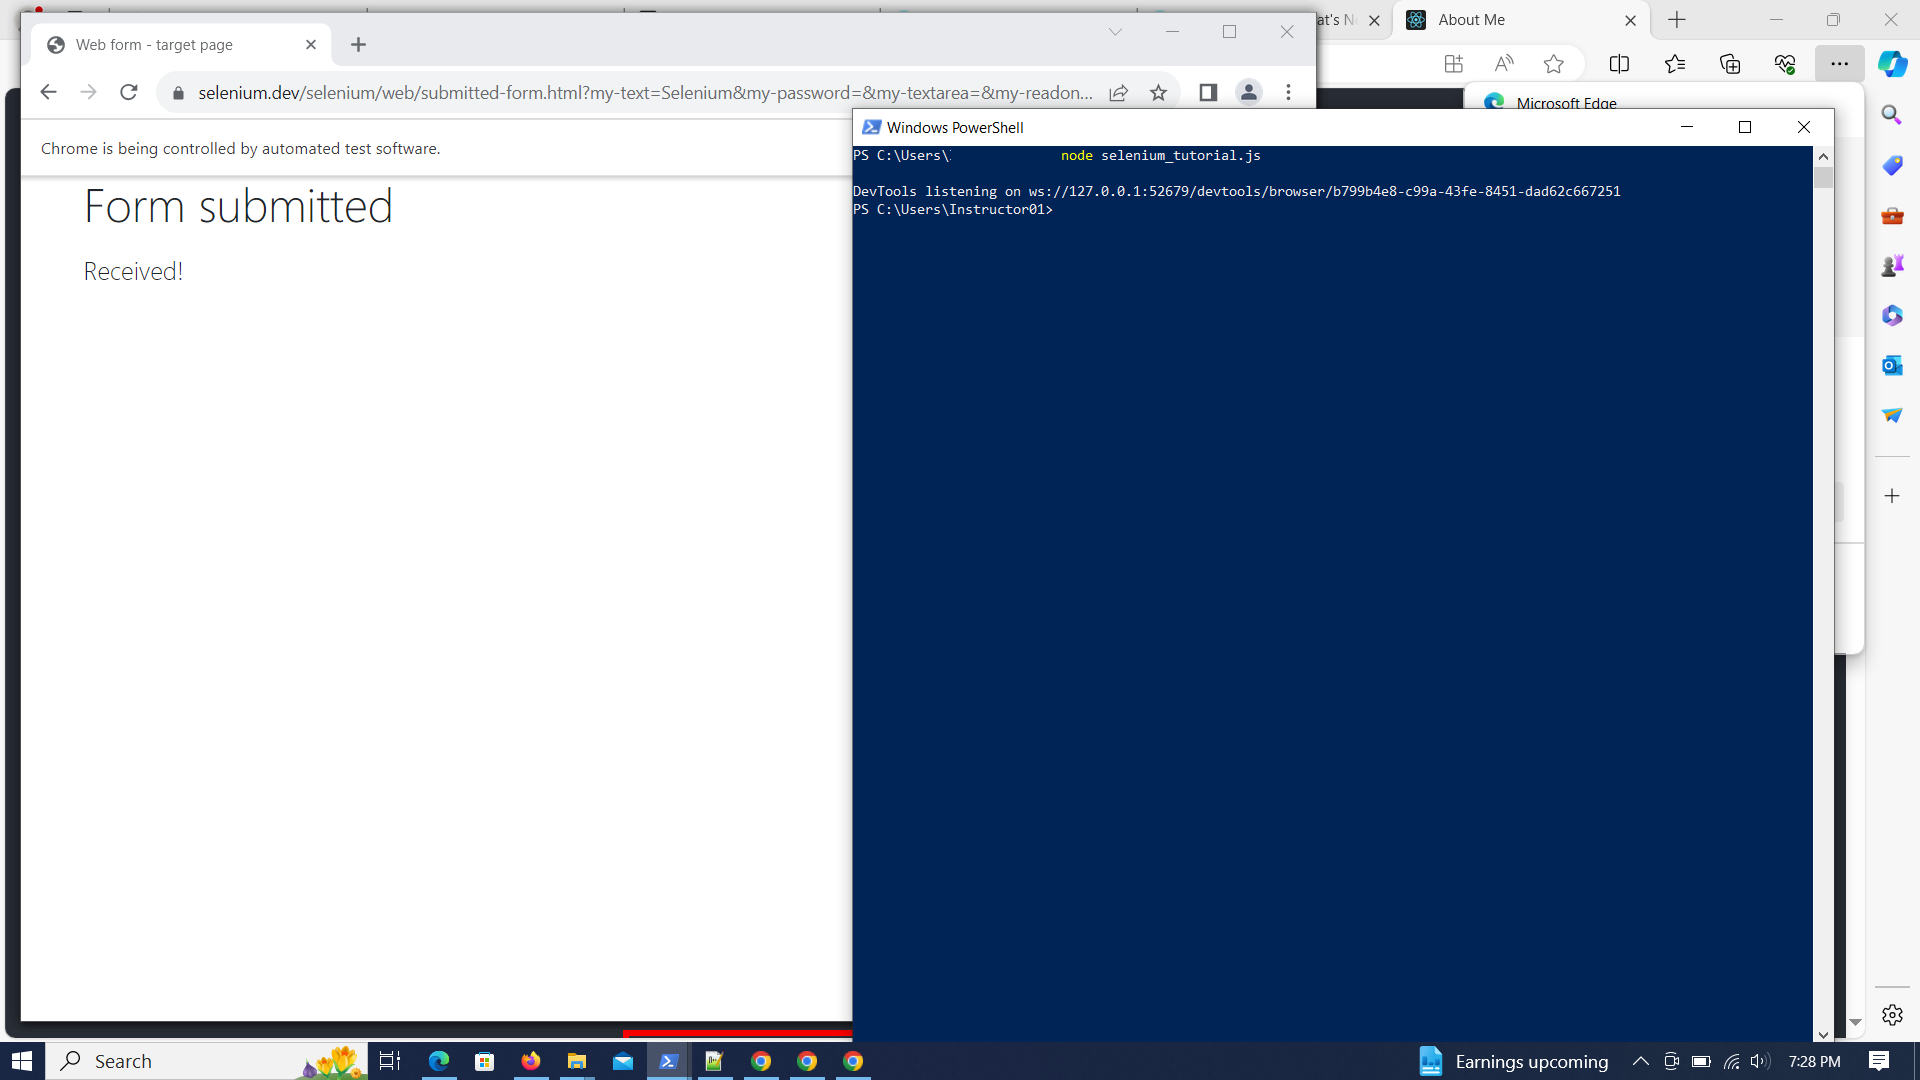 Web form - target page
at's N
About Me
selenium.dev/selenium/web/submitted-form.html?my-text=Selenium&my-password=&my-textarea=&my-readon...
Microsoft Edge
Chrome is being controlled by automated test software.
Windows PowerShell
PS C:\Users\ node selenium_tutorial.js
DevTools listening on ws://127.0.0.1:52679/devtools/browser/b799b4e8-c99a-43fe-8451-dad62c667251
PS C:\Users\Instructor01>
Form submitted
Received!
Search
Earnings upcoming
7:28 PM